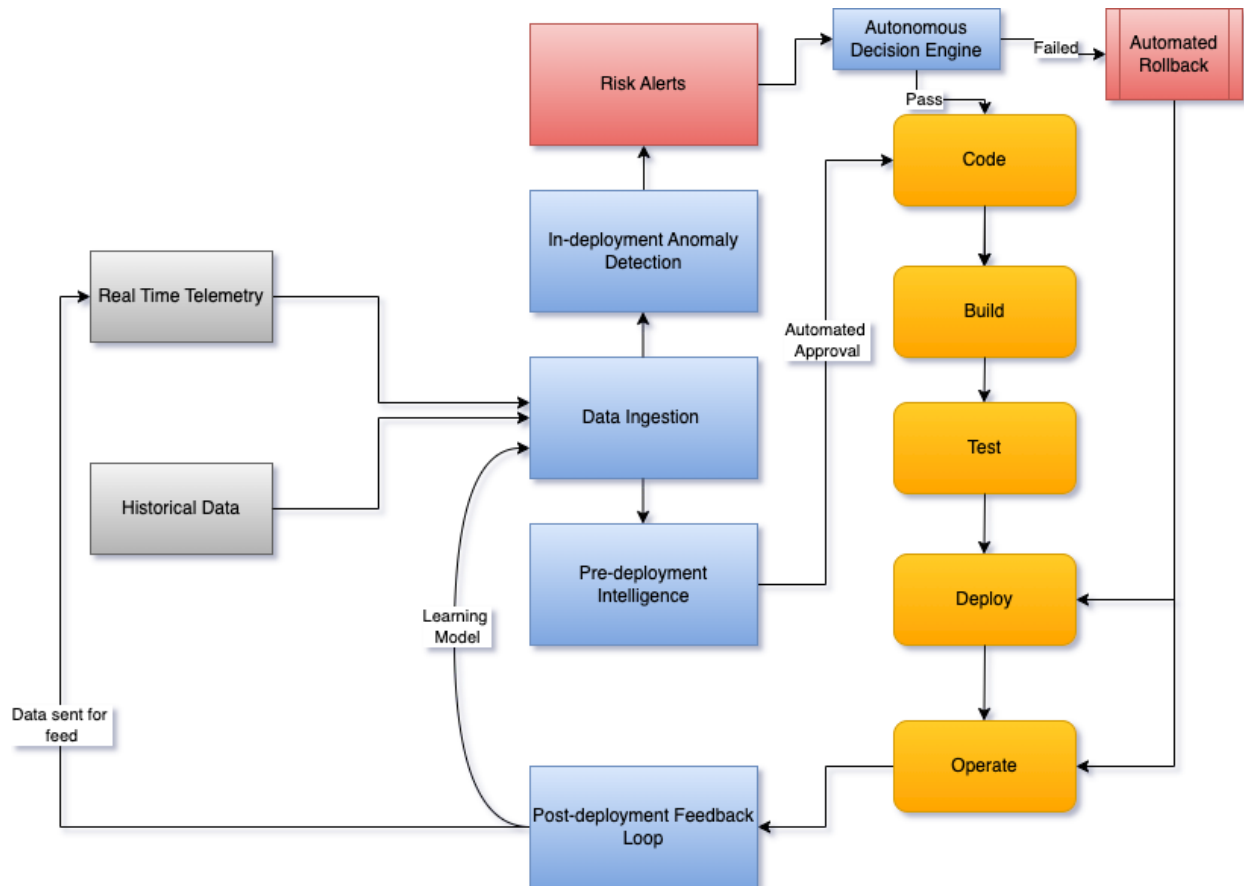 Autonomous
Decision Engine
Failed
Automated
Rollback
Risk Alerts
Pass
Code
In-deployment Anomaly
Detection
Real Time Telemetry
Build
Automated
Approval
Data Ingestion
Test
Historical Data
Pre-deployment
Intelligence
Deploy
Learning
Model
Data sent for
feed
Operate
Post-deployment Feedback
Loop